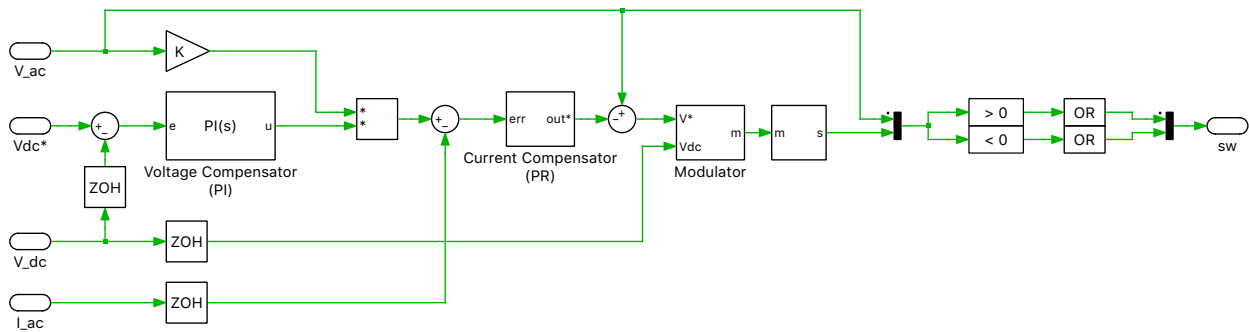 V_ac
K
Vdc*
+
−
e
PI(s)
u
Voltage Compensator
(PI)
ZOH
V_dc
ZOH
I_ac
ZOH
*
*
+
−
err
out*
Current Compensator
(PR)
−
+
V*
m
Vdc
Modulator
m
s
> 0
< 0
OR
OR
sw